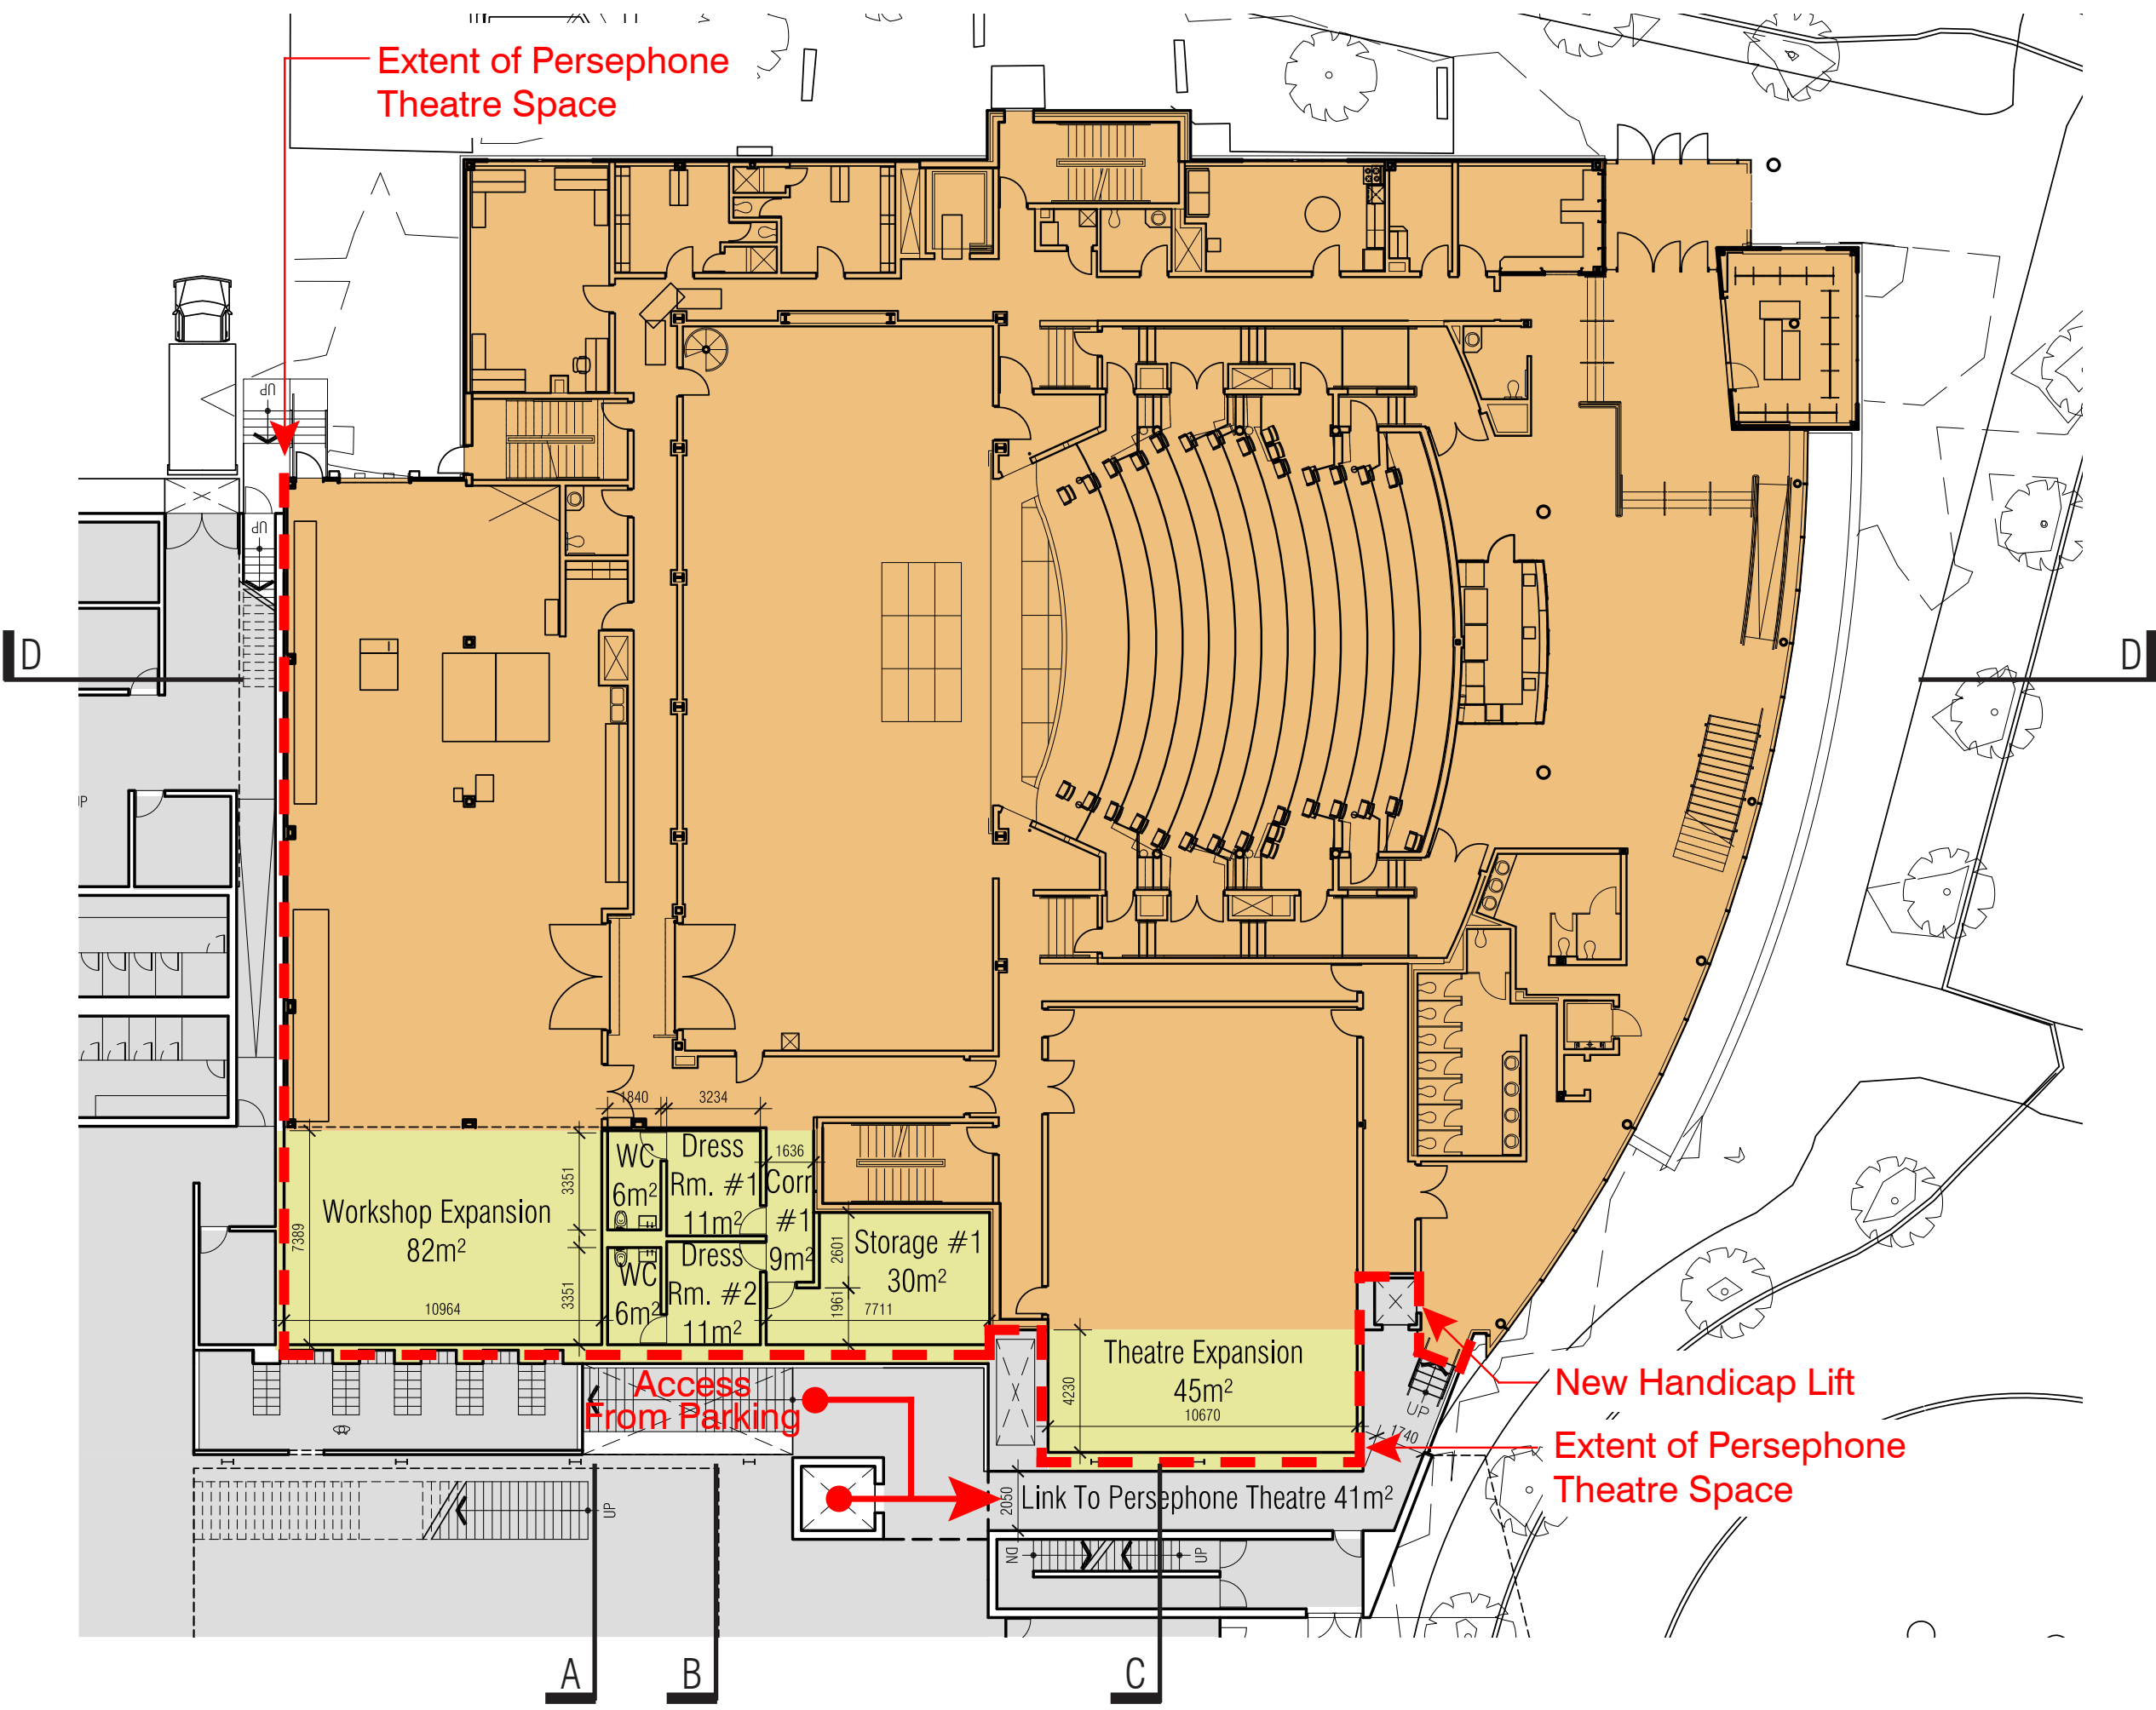 Extent of Persephone
Theatre Space
UP
UP
D
D
UP
1840
3234
WC
6m²
Dress
Rm. #1
11m²
1636
Corr.
#1
9m²
3351
7389
Workshop Expansion
82m²
2601
Storage #1
30m²
WC
6m²
Dress
Rm. #2
11m²
3351
10964
1961
7711
Theatre Expansion
45m²
4230
10670
1740
UP
New Handicap Lift
Access
From Parking
Extent of Persephone
Theatre Space
2050
Link To Persephone Theatre 41m²
UP
DN
UP
A
B
C